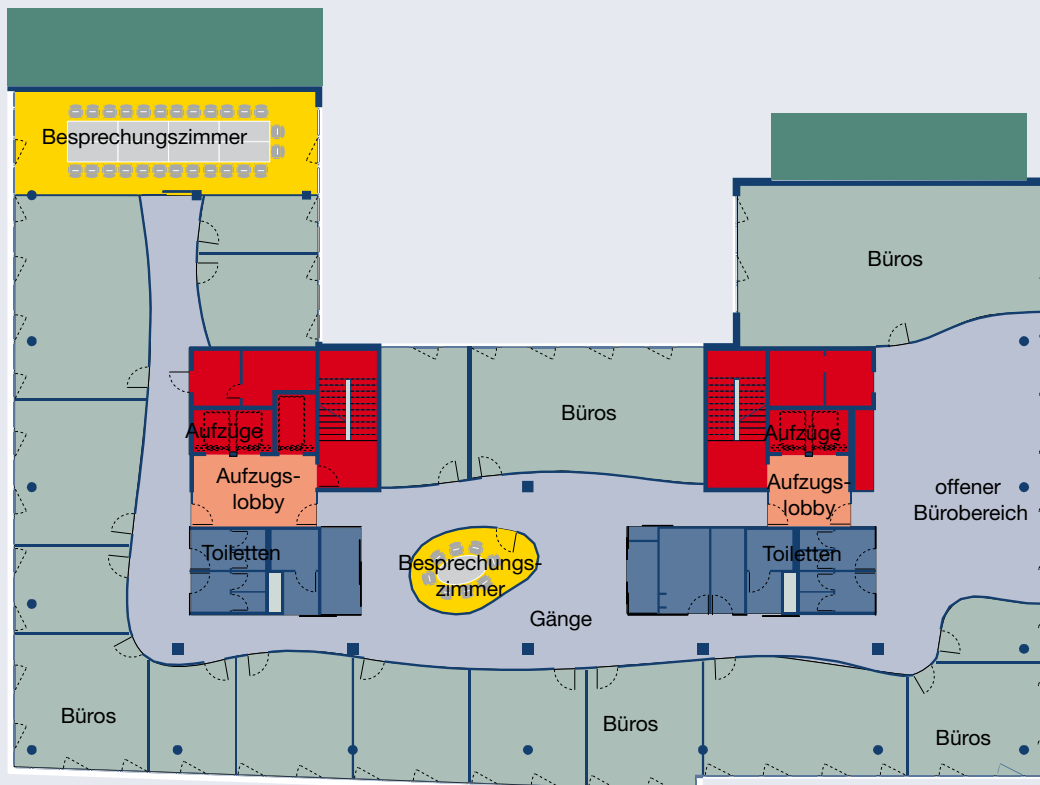 Besprechungszimmer
Büros
Büros
Aufzüge
Aufzüge
Aufzugs-
lobby
Aufzugs-
lobby
offener
Bürobereich
Toiletten
Besprechungs-
zimmer
Toiletten
Gänge
Büros
Büros
Büros